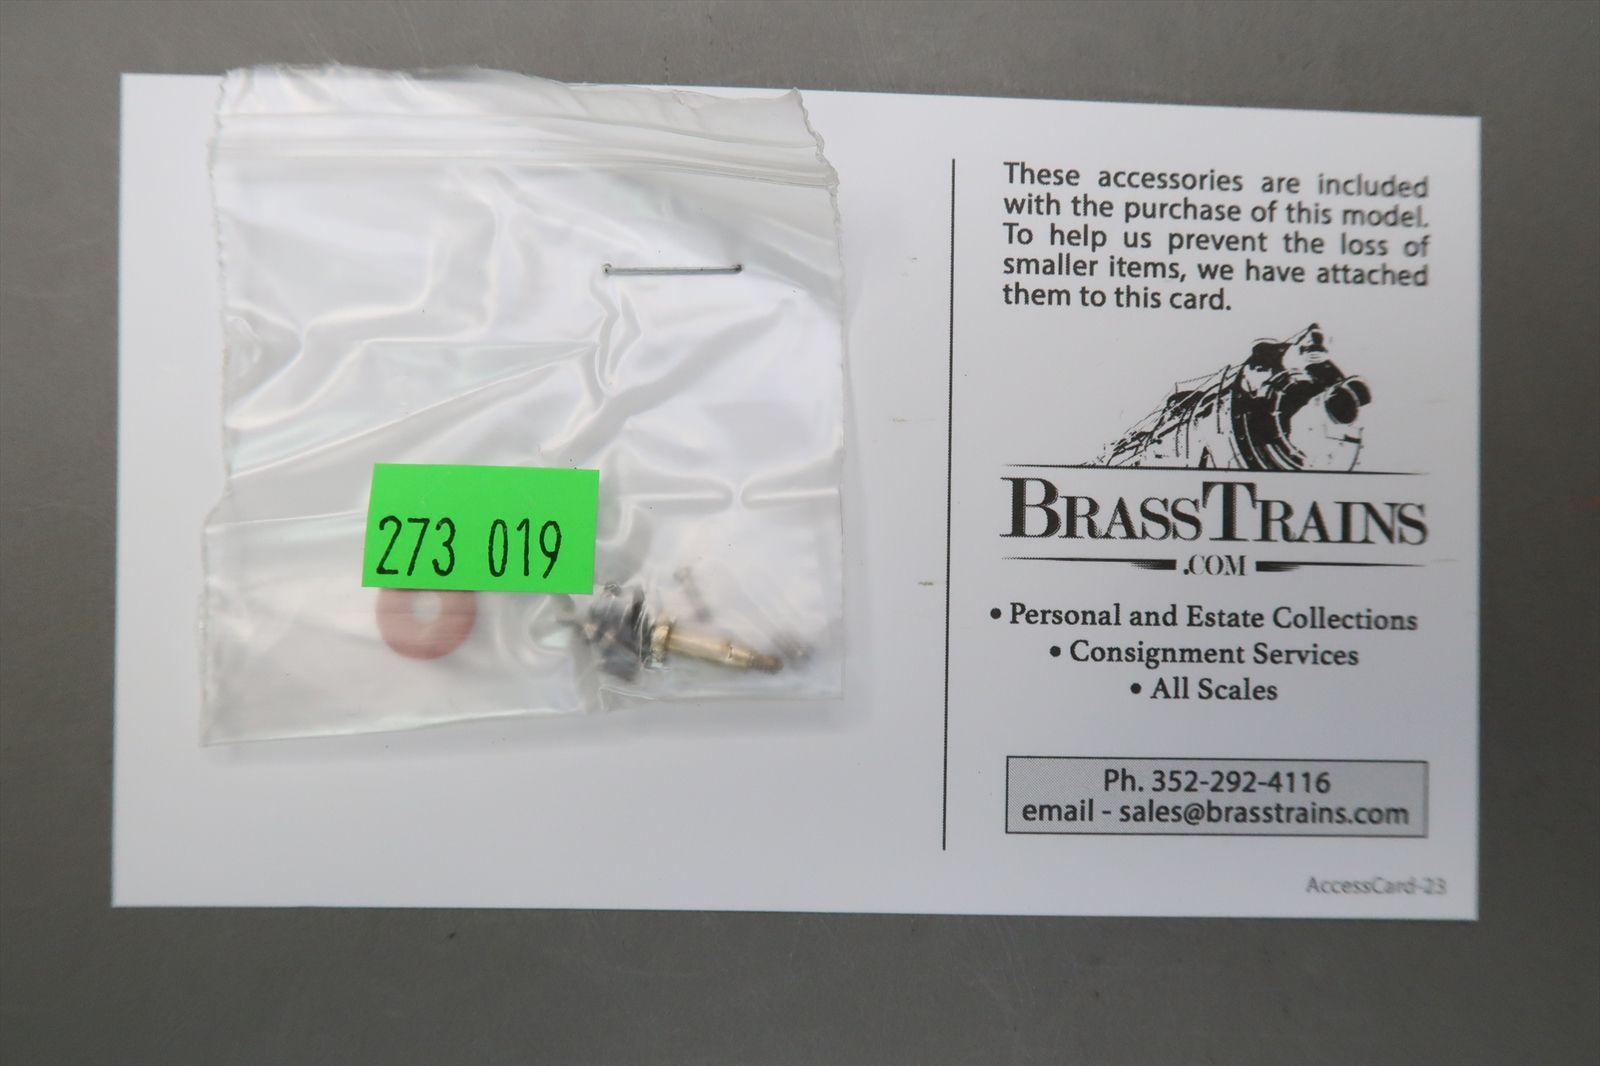 273 019
These accessories are included
with the purchase of this model.
To help us prevent the loss of
smaller items, we have attached
them to this card.
BRASSTRAINS
.COM
• Personal and Estate Collections
• Consignment Services
• All Scales
Ph. 352-292-4116
email - sales@brasstrains.com
AccessCard-23